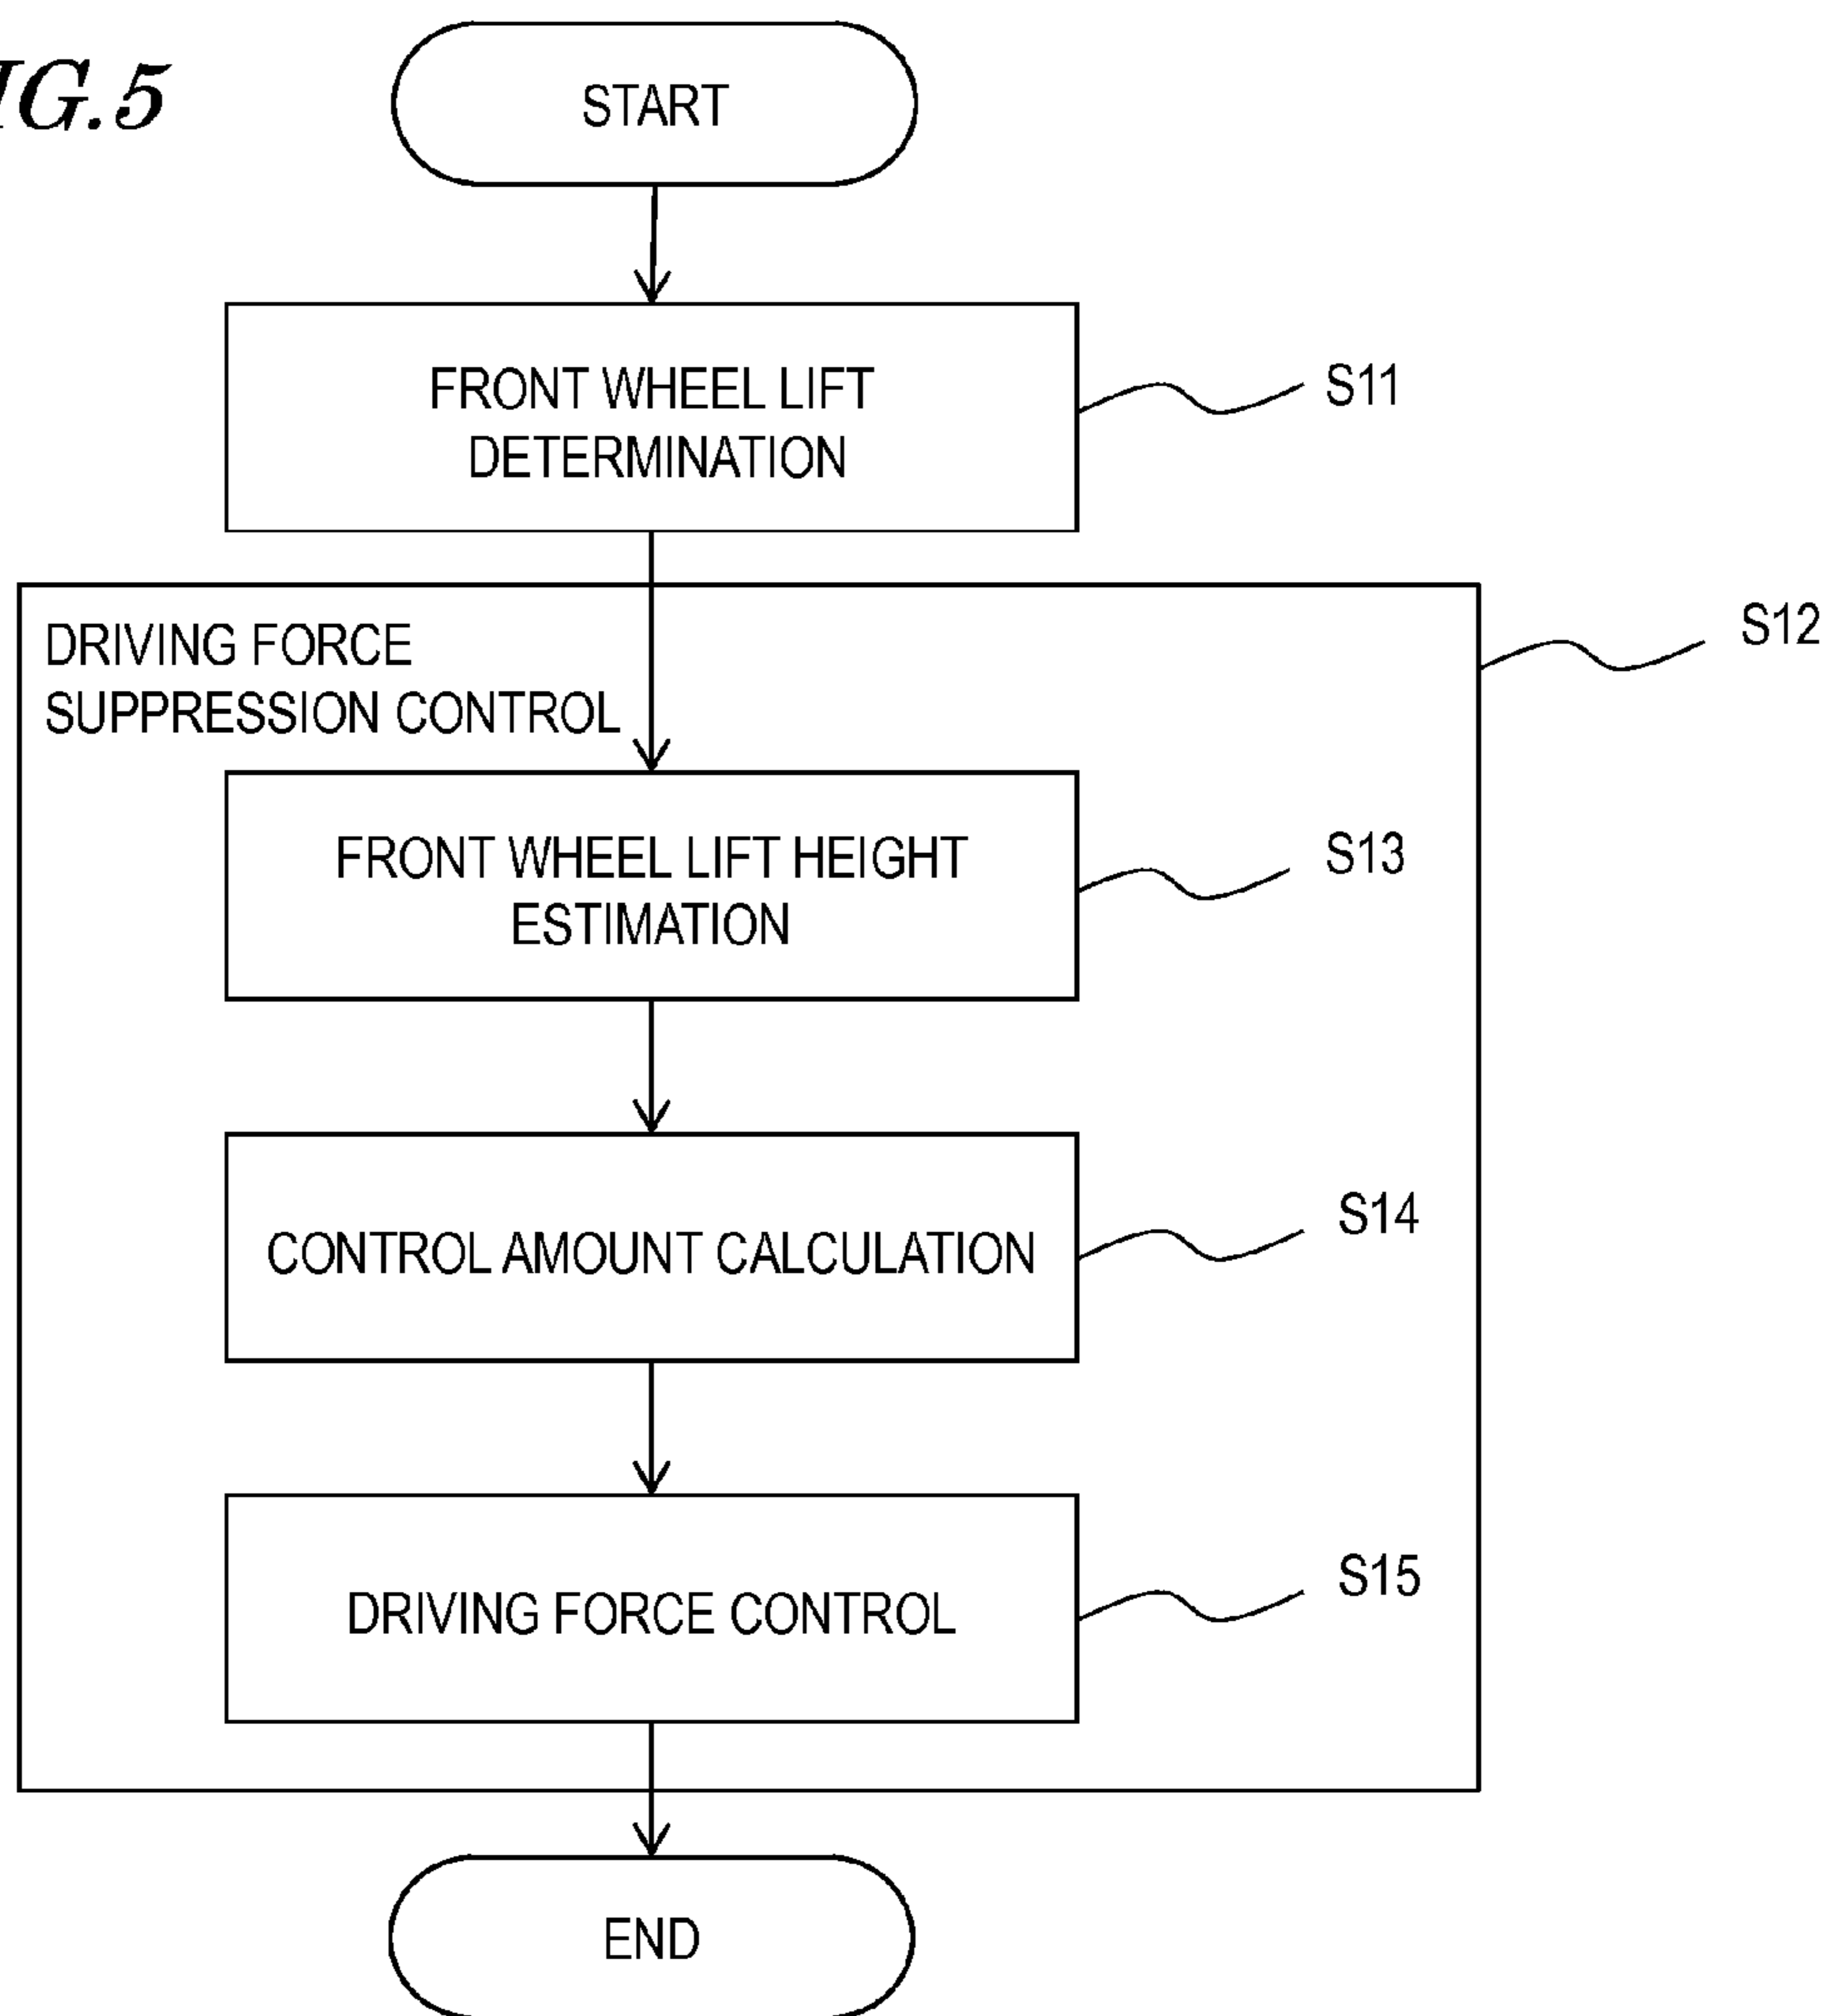 IG.5
START
FRONT WHEEL LIFT
DETERMINATION
S11
DRIVING FORCE
SUPPRESSION CONTROL
S12
FRONT WHEEL LIFT HEIGHT
ESTIMATION
S13
CONTROL AMOUNT CALCULATION
S14
DRIVING FORCE CONTROL
S15
END